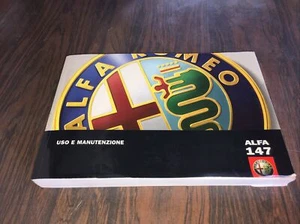 ALFA ROMEO
USO E MANUTENZIONE
ALFA
147